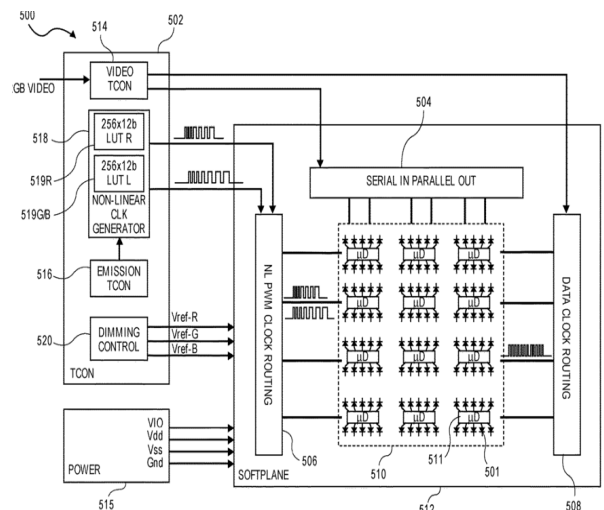 500
502
514
VIDEO
TCON
GB VIDEO
504
518
256x12b
LUT R
SERIAL IN PARALLEL OUT
519R
256x12b
LUT L
519G/B
NON-LINEAR
CLK
GENERATOR
516
EMISSION
TCON
520
DIMMING
CONTROL
Vref-R
Vref-G
Vref-B
TCON
NL PWM CLOCK ROUTING
µD µD µD
µD µD µD
µD µD µD
µD µD µD
DATA CLOCK ROUTING
VIO
Vdd
Vss
Gnd
POWER
515
506
SOFTPLANE
510
511
501
508
512